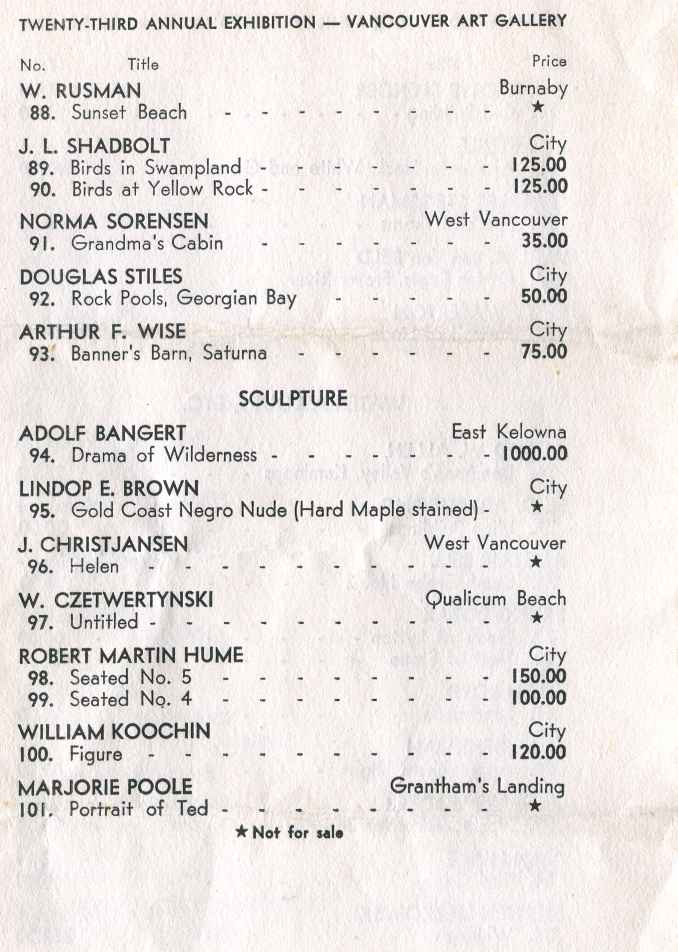 TWENTY-THIRD ANNUAL EXHIBITION — VANCOUVER ART GALLERY
No. Title Price
W. RUSMAN Burnaby
88. Sunset Beach - - - - - - - - ★
J. L. SHADBOLT City
89. Birds in Swampland - - - - - - - 125.00
90. Birds at Yellow Rock - - - - - - - 125.00
NORMA SORENSEN West Vancouver
91. Grandma's Cabin - - - - - - - 35.00
DOUGLAS STILES City
92. Rock Pools, Georgian Bay - - - - - 50.00
ARTHUR F. WISE City
93. Banner's Barn, Saturna - - - - - - 75.00
SCULPTURE
ADOLF BANGERT East Kelowna
94. Drama of Wilderness - - - - - - - 1000.00
LINDOP E. BROWN City
95. Gold Coast Negro Nude (Hard Maple stained) - ★
J. CHRISTJANSEN West Vancouver
96. Helen - - - - - - - - - - ★
W. CZETWERTYNSKI Qualicum Beach
97. Untitled - - - - - - - - - - ★
ROBERT MARTIN HUME City
98. Seated No. 5 - - - - - - - - 150.00
99. Seated No. 4 - - - - - - - - 100.00
WILLIAM KOOCHIN City
100. Figure - - - - - - - - - - 120.00
MARJORIE POOLE Grantham's Landing
101. Portrait of Ted - - - - - - - - ★
★ Not for sale